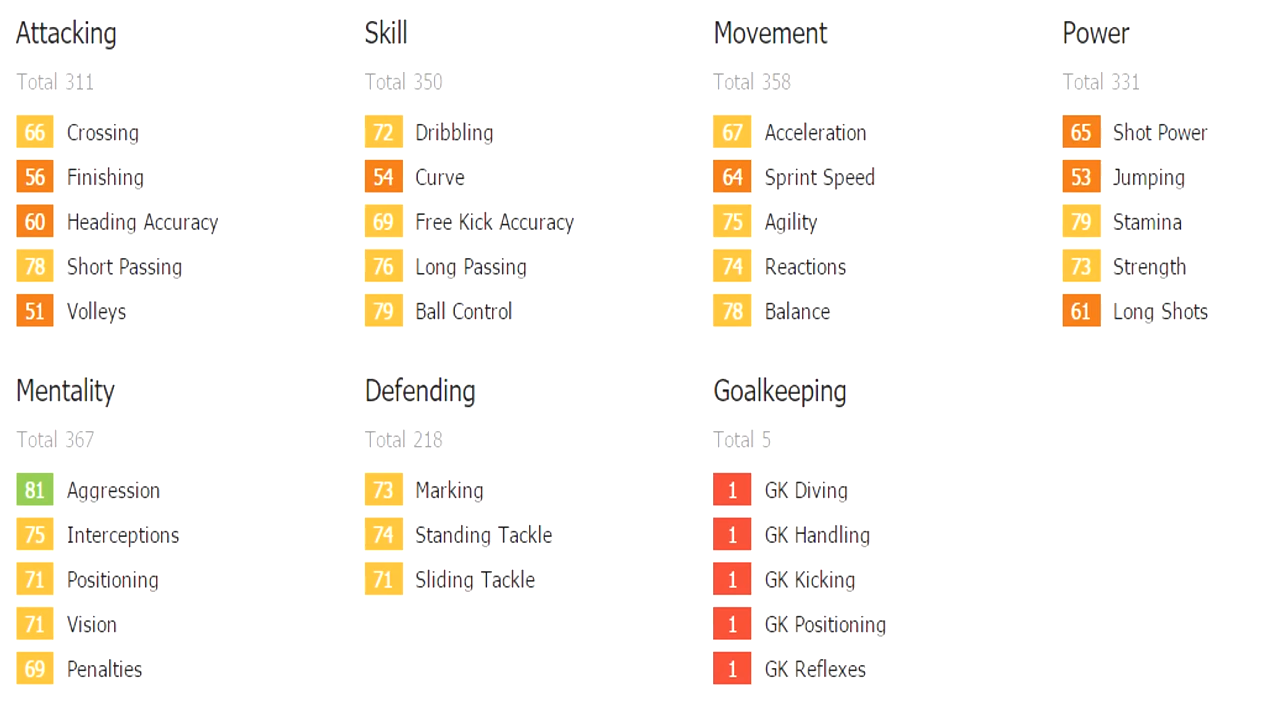 Attacking
Total 311
66 Crossing
56 Finishing
60 Heading Accuracy
78 Short Passing
51 Volleys
Skill
Total 350
72 Dribbling
54 Curve
69 Free Kick Accuracy
76 Long Passing
79 Ball Control
Movement
Total 358
67 Acceleration
64 Sprint Speed
75 Agility
74 Reactions
78 Balance
Power
Total 331
65 Shot Power
53 Jumping
79 Stamina
73 Strength
61 Long Shots
Mentality
Total 367
81 Aggression
75 Interceptions
71 Positioning
71 Vision
69 Penalties
Defending
Total 218
73 Marking
74 Standing Tackle
71 Sliding Tackle
Goalkeeping
Total 5
1 GK Diving
1 GK Handling
1 GK Kicking
1 GK Positioning
1 GK Reflexes